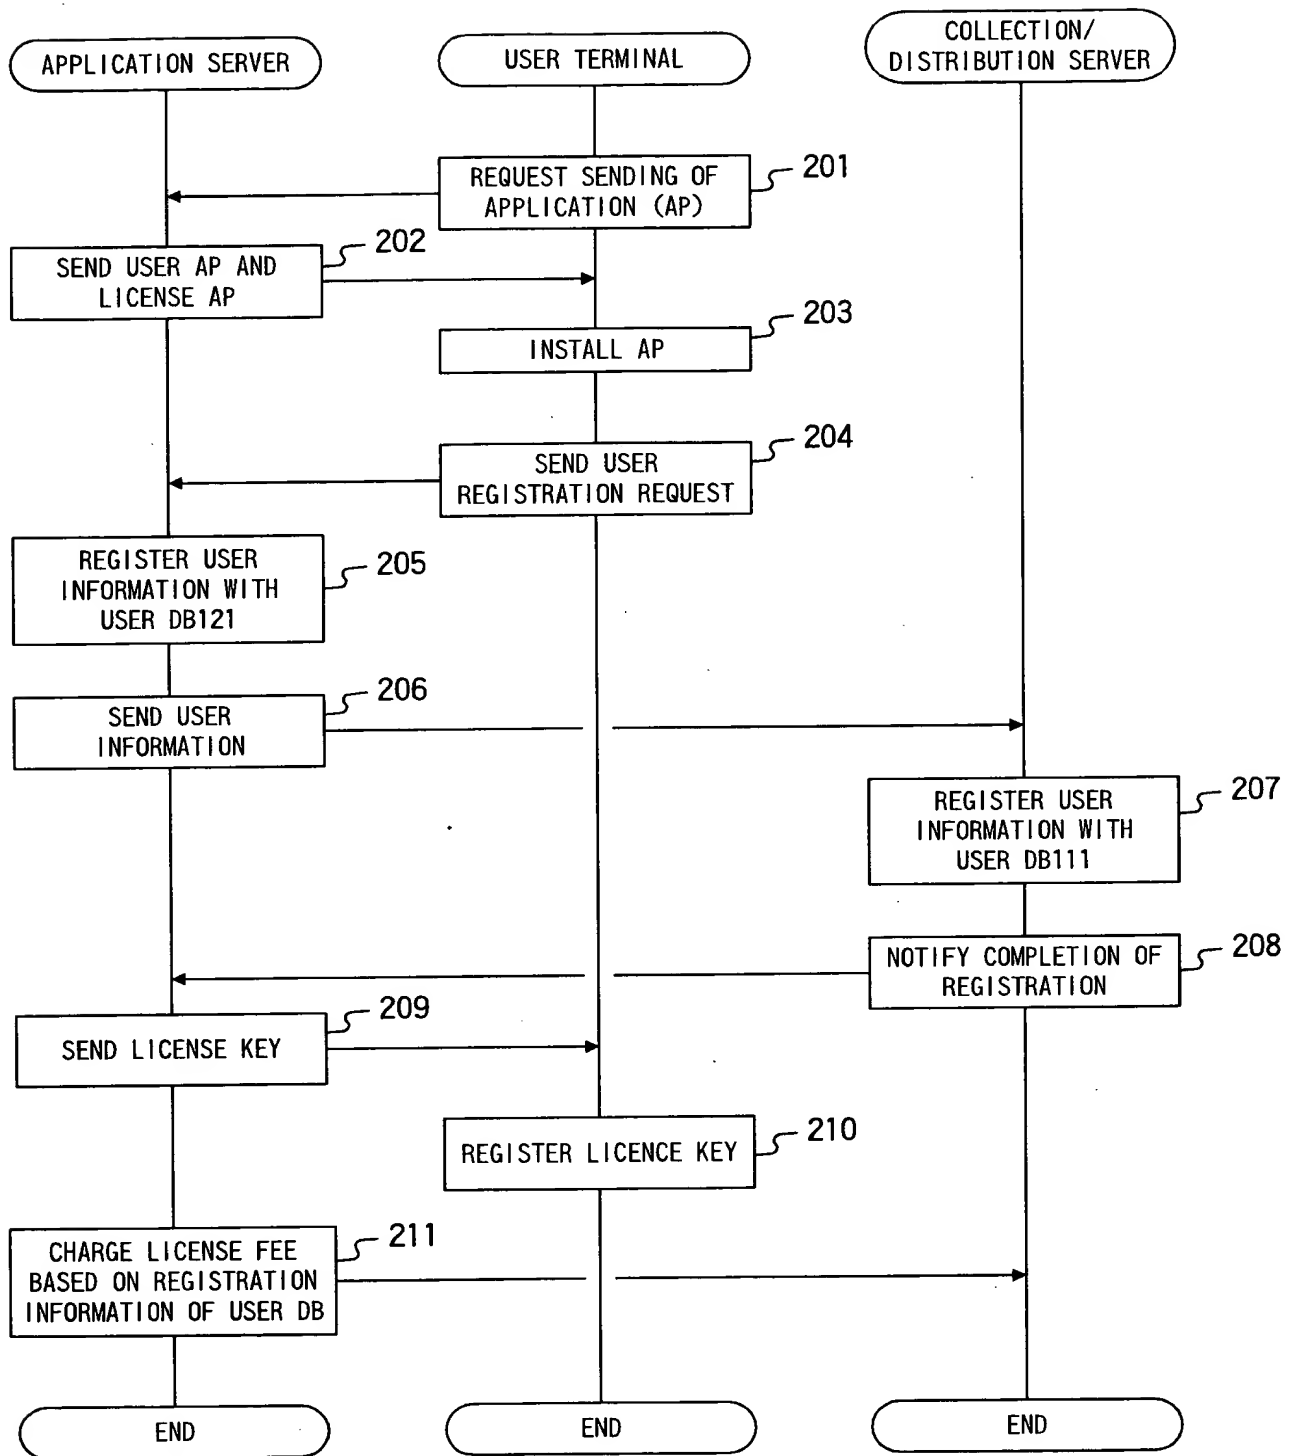 APPLICATION SERVER
USER TERMINAL
COLLECTION/
DISTRIBUTION SERVER
REQUEST SENDING OF
APPLICATION (AP)
201
SEND USER AP AND
LICENSE AP
202
INSTALL AP
203
SEND USER
REGISTRATION REQUEST
204
REGISTER USER
INFORMATION WITH
USER DB121
205
SEND USER
INFORMATION
206
REGISTER USER
INFORMATION WITH
USER DB111
207
NOTIFY COMPLETION OF
REGISTRATION
208
SEND LICENSE KEY
209
REGISTER LICENCE KEY
210
CHARGE LICENSE FEE
BASED ON REGISTRATION
INFORMATION OF USER DB
211
END
END
END